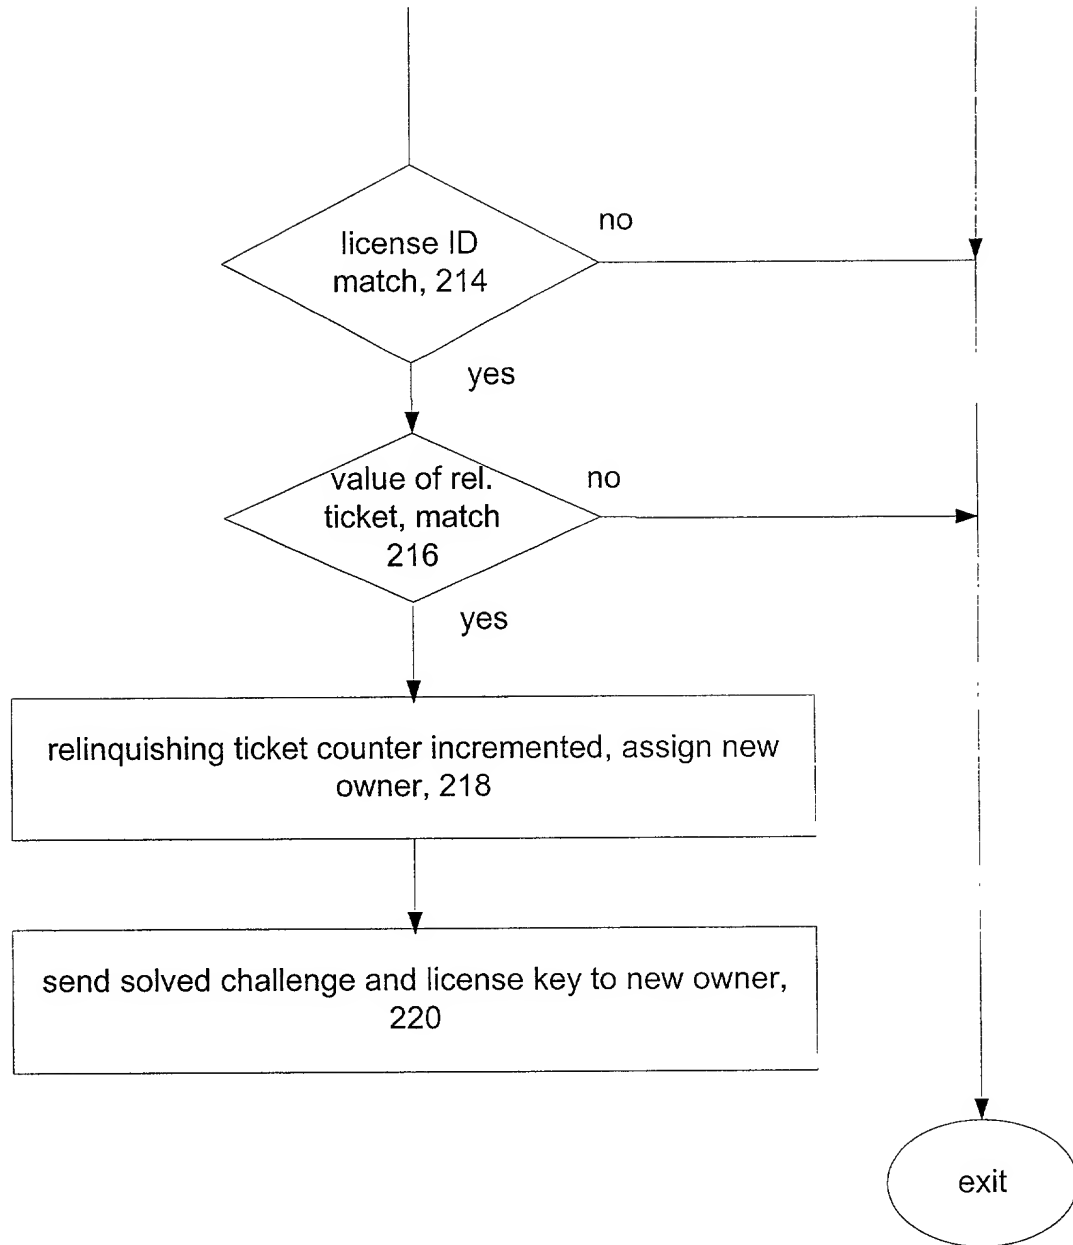 no
license ID
match, 214
yes
value of rel.
ticket, match
216
no
yes
relinquishing ticket counter incremented, assign new
owner, 218
send solved challenge and license key to new owner,
220
exit